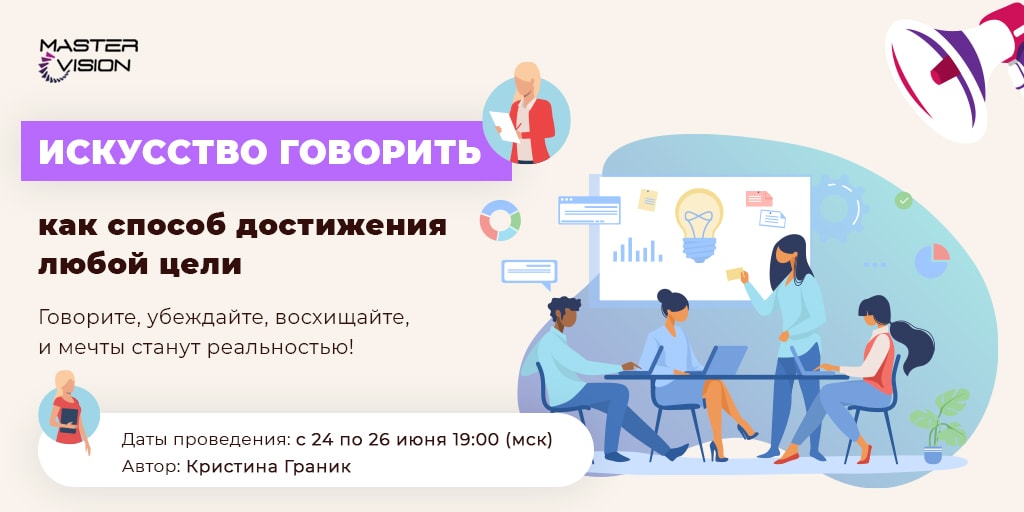 MASTER
VISION
ИСКУССТВО ГОВОРИТЬ
как способ достижения
любой цели
Говорите, убеждайте, восхищайте,
и мечты станут реальностью!
Даты проведения: с 24 по 26 июня 19:00 (мск)
Автор: Кристина Граник